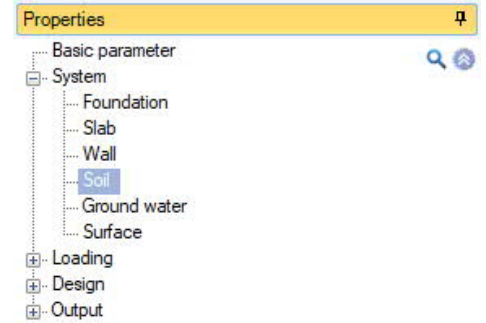 Properties
Basic parameter
System
Foundation
Slab
Wall
Soil
Ground water
Surface
Loading
Design
Output